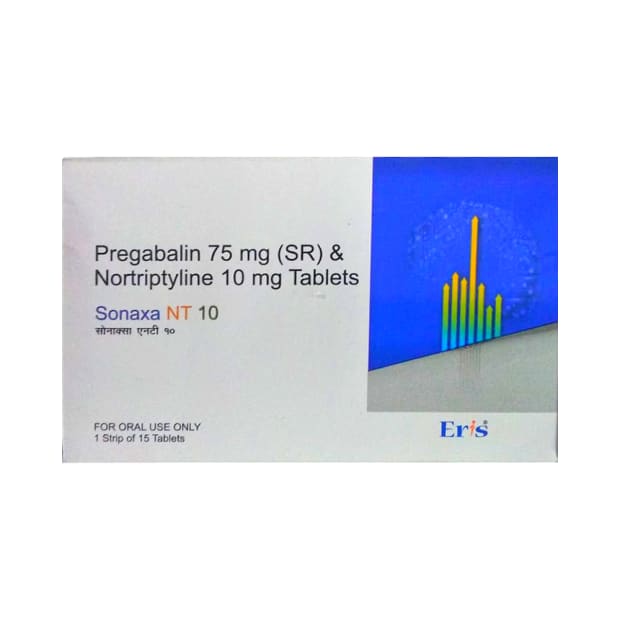 Pregabalin 75 mg (SR) &
Nortriptyline 10 mg Tablets
Sonaxa NT 10
सोनाक्सा एनटी १०
FOR ORAL USE ONLY
1 Strip of 15 Tablets
Eris®